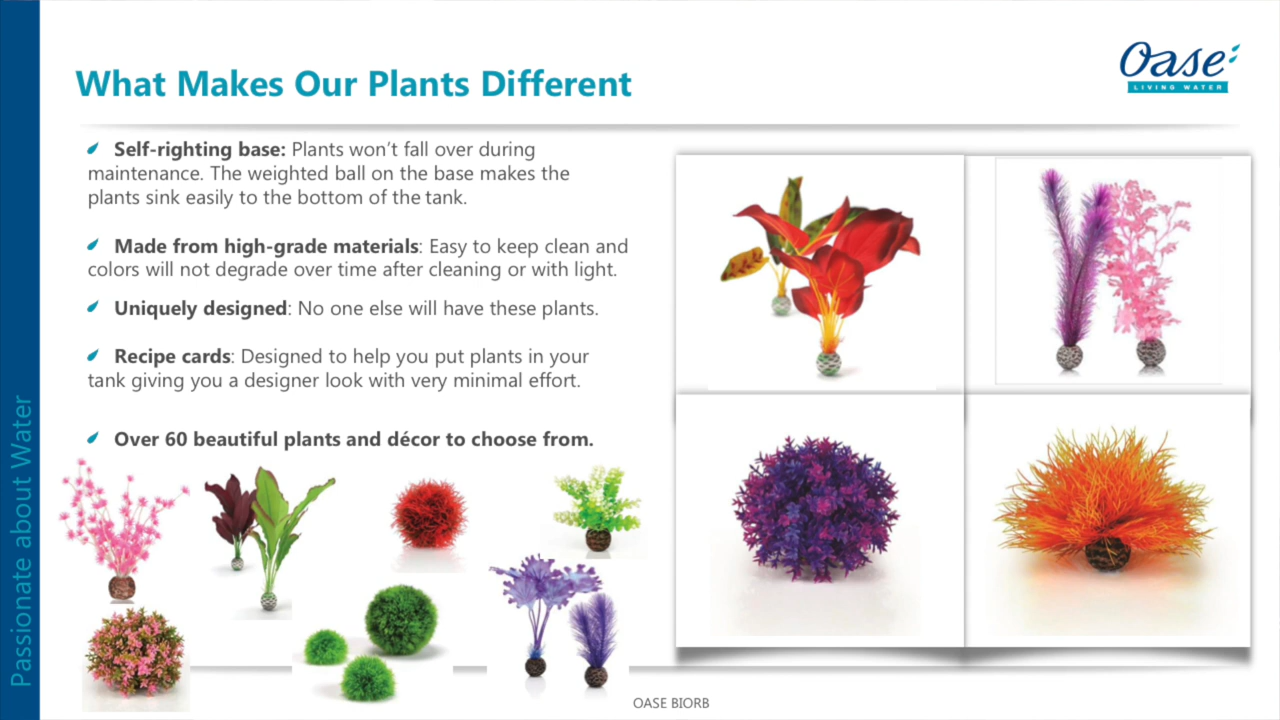 What Makes Our Plants Different
Oase
LIVING WATER
Self-righting base: Plants won’t fall over during
maintenance. The weighted ball on the base makes the
plants sink easily to the bottom of the tank.
Made from high-grade materials: Easy to keep clean and
colors will not degrade over time after cleaning or with light.
Uniquely designed: No one else will have these plants.
Recipe cards: Designed to help you put plants in your
tank giving you a designer look with very minimal effort.
Over 60 beautiful plants and décor to choose from.
Passionate about Water
OASE BIORB